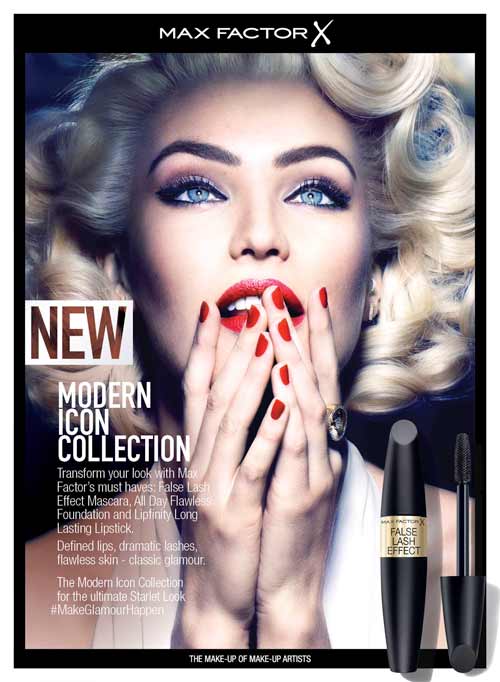 MAX FACTOR X
NEW
MODERN
ICON
COLLECTION
Transform your look with Max
Factor's must haves: False Lash
Effect Mascara, All Day Flawless
Foundation and Lipfinity Long
Lasting Lipstick.
Defined lips, dramatic lashes,
flawless skin - classic glamour.
The Modern Icon Collection
for the ultimate Starlet Look
#MakeGlamourHappen
MAX FACTOR X
FALSE
LASH
EFFECT
THE MAKE-UP OF MAKE-UP ARTISTS